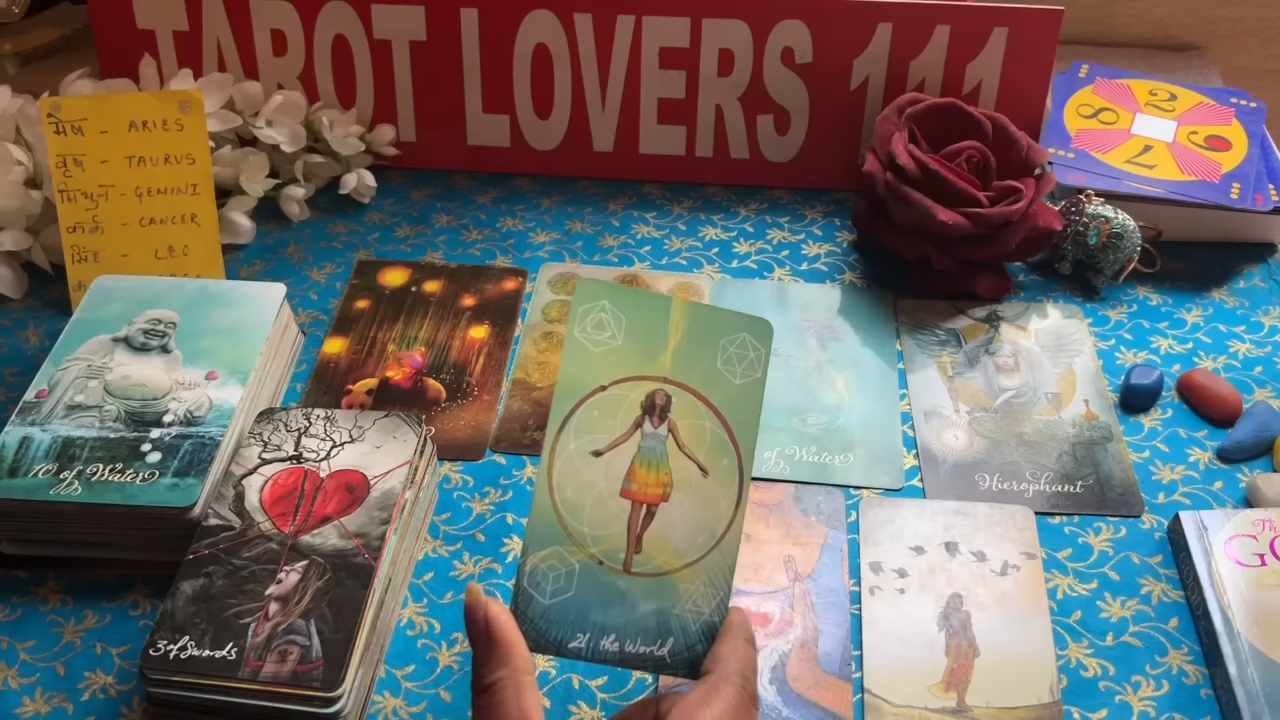 TAROT LOVERS 111
मेष - ARIES
वृष - TAURUS
मिथुन - GEMINI
कर्क - CANCER
सिंह - LEO
2
6
7
8
10 of Water
of Water
5
Hierophant
3 of Swords
21. the World